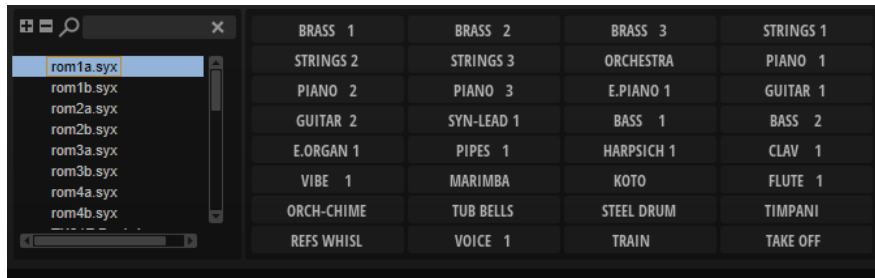 rom1a.syx
rom1b.syx
rom2a.syx
rom2b.syx
rom3a.syx
rom3b.syx
rom4a.syx
rom4b.syx
BRASS 1 BRASS 2 BRASS 3 STRINGS 1
STRINGS 2 STRINGS 3 ORCHESTRA PIANO 1
PIANO 2 PIANO 3 E.PIANO 1 GUITAR 1
GUITAR 2 SYN-LEAD 1 BASS 1 BASS 2
E.ORGAN 1 PIPES 1 HARPSICH 1 CLAV 1
VIBE 1 MARIMBA KOTO FLUTE 1
ORCH-CHIME TUB BELLS STEEL DRUM TIMPANI
REFS WHISL VOICE 1 TRAIN TAKE OFF